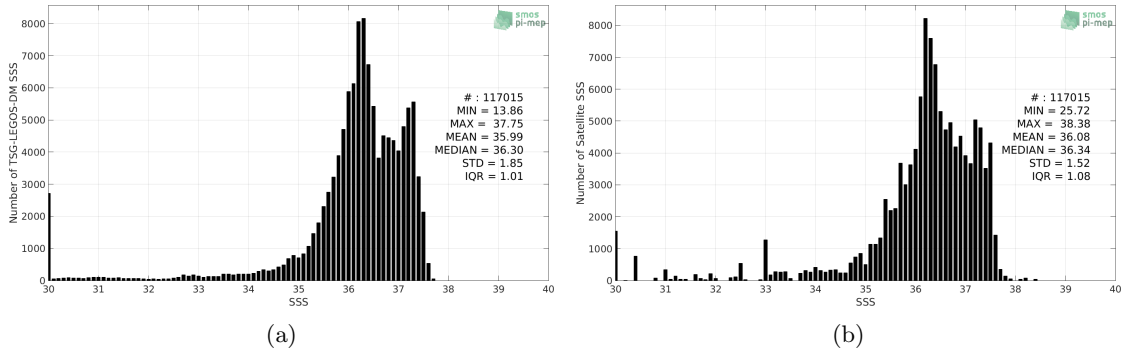 smos
pi-mep
Number of TSG-LEGOS-DM SSS
8000
7000
6000
5000
4000
3000
2000
1000
0
# : 117015
MIN = 13.86
MAX = 37.75
MEAN = 35.99
MEDIAN = 36.30
STD = 1.85
IQR = 1.01
30 31 32 33 34 35 36 37 38 39 40
SSS
(a)
smos
pi-mep
Number of Satellite SSS
8000
7000
6000
5000
4000
3000
2000
1000
0
# : 117015
MIN = 25.72
MAX = 38.38
MEAN = 36.08
MEDIAN = 36.34
STD = 1.52
IQR = 1.08
30 31 32 33 34 35 36 37 38 39 40
SSS
(b)